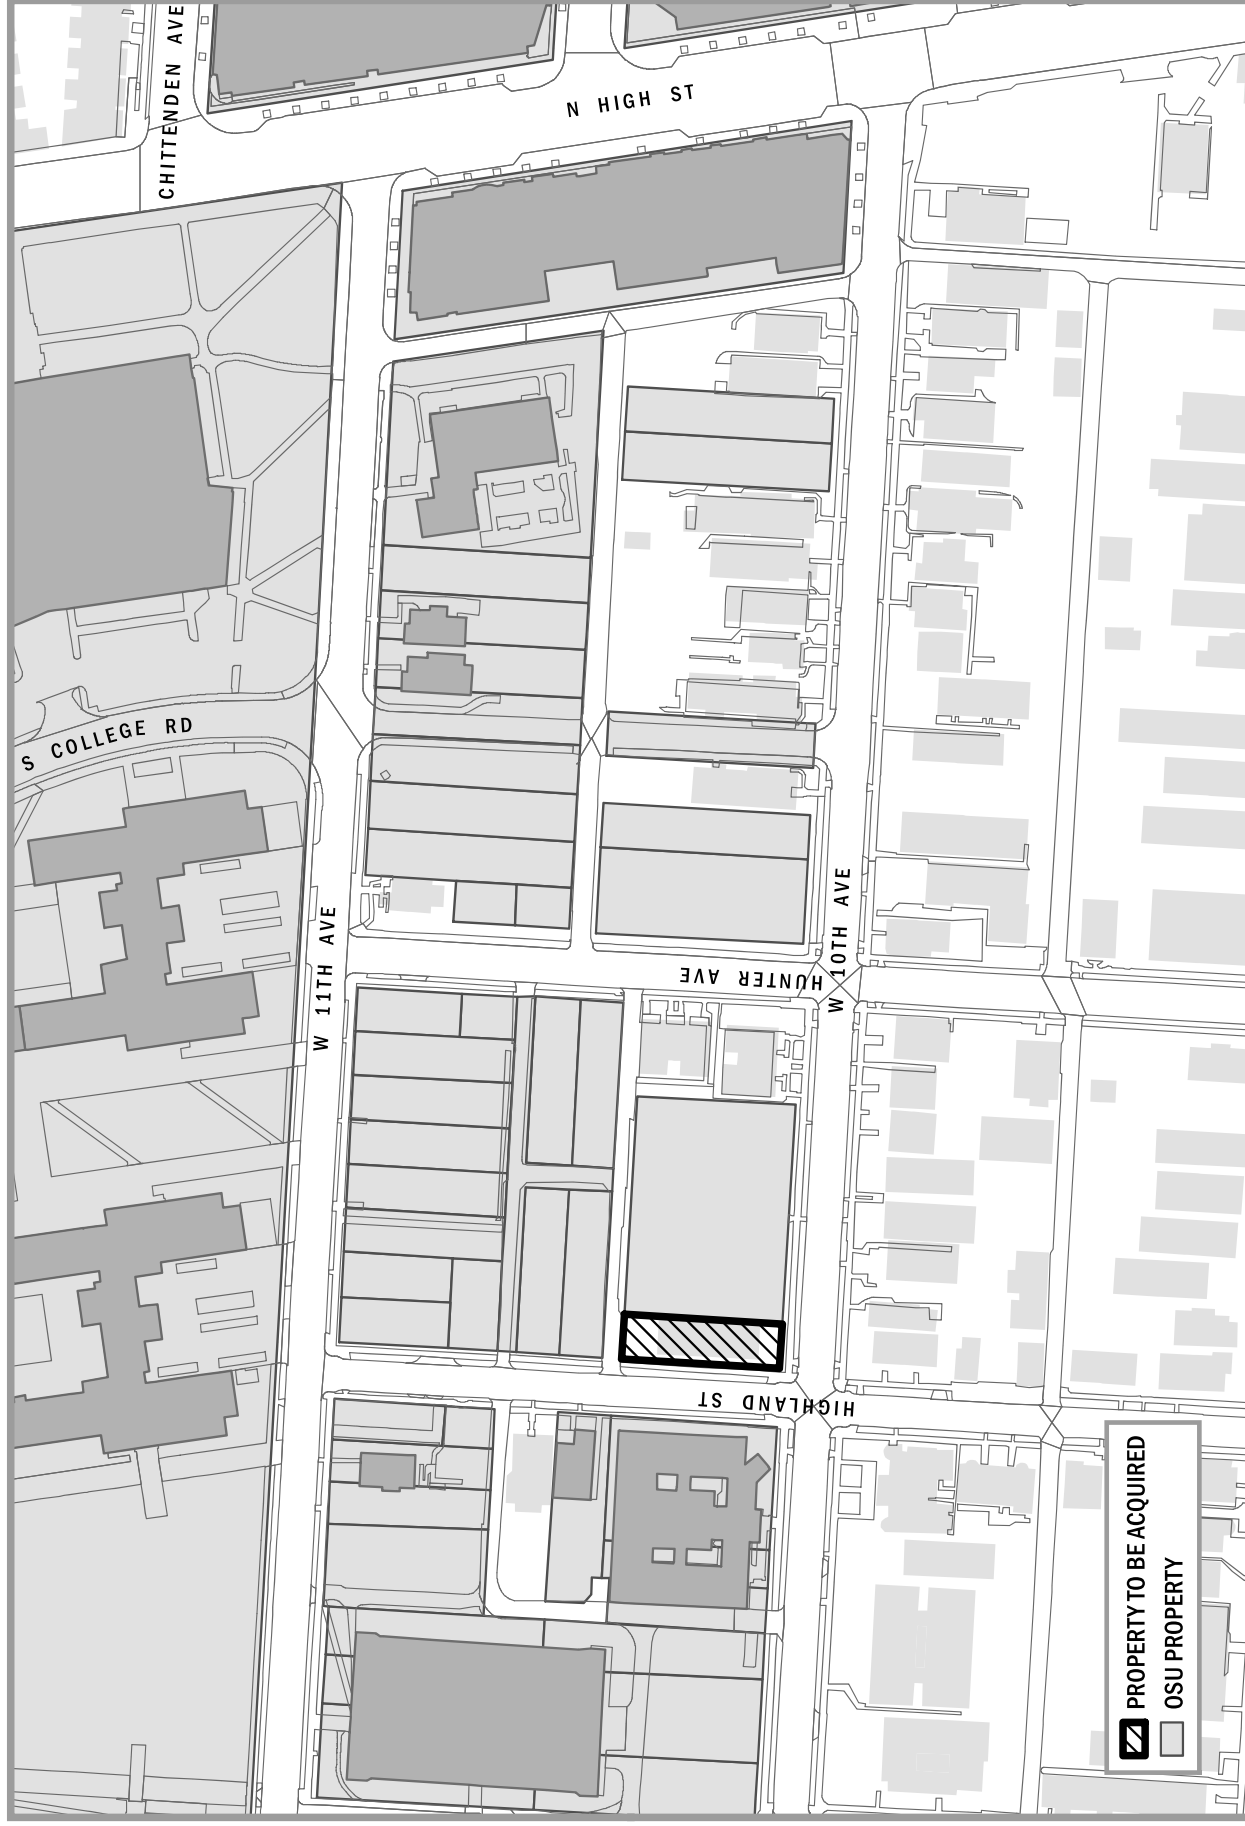 CHITTENDEN AVE
N HIGH ST
S COLLEGE RD
W 11TH AVE
W 10TH AVE
HUNTER AVE
HIGHLAND ST
PROPERTY TO BE ACQUIRED
OSU PROPERTY